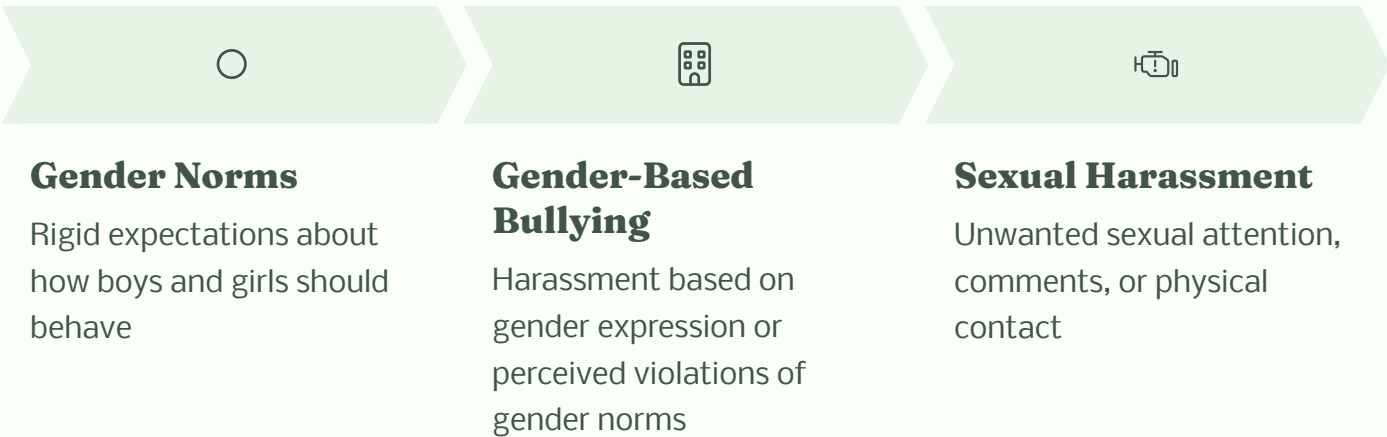 Gender Norms
Rigid expectations about
how boys and girls should
behave
Gender-Based
Bullying
Harassment based on
gender expression or
perceived violations of
gender norms
Sexual Harassment
Unwanted sexual attention,
comments, or physical
contact